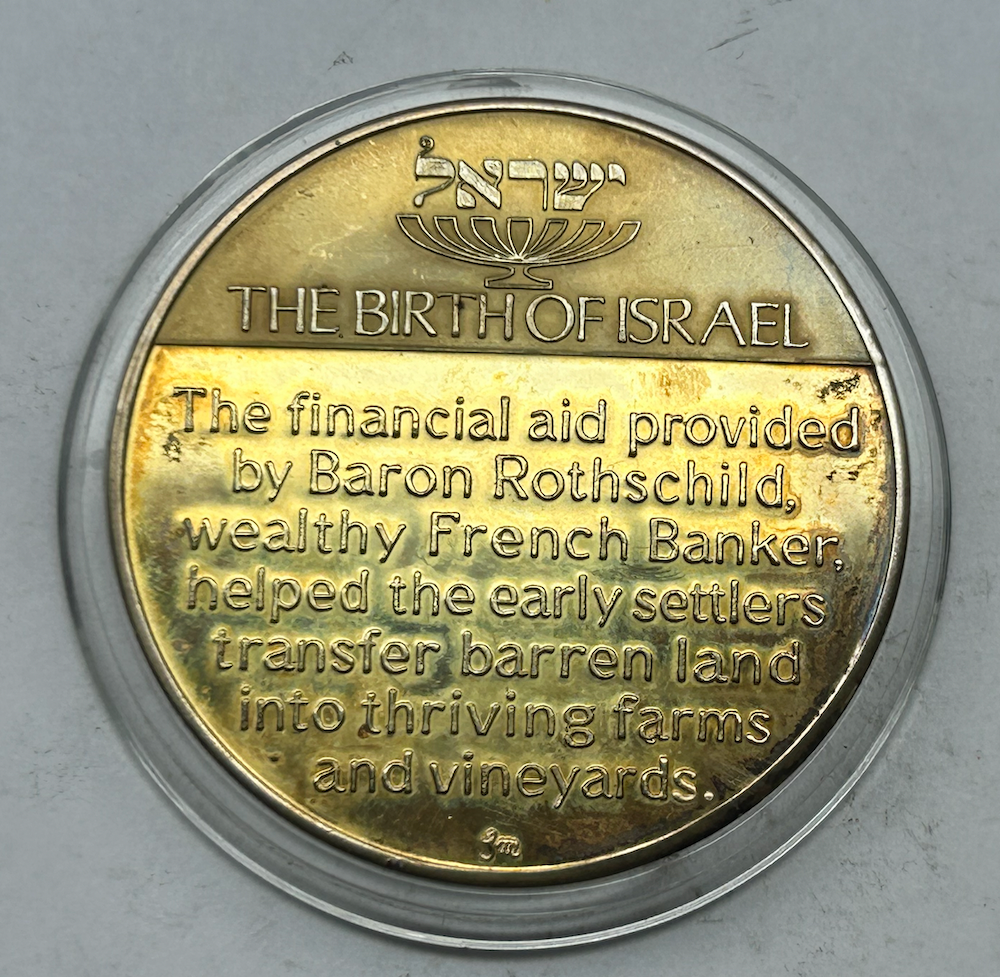 ישראל
THE BIRTH OF ISRAEL
The financial aid provided
by Baron Rothschild,
wealthy French Banker,
helped the early settlers
transfer barren land
into thriving farms
and vineyards.